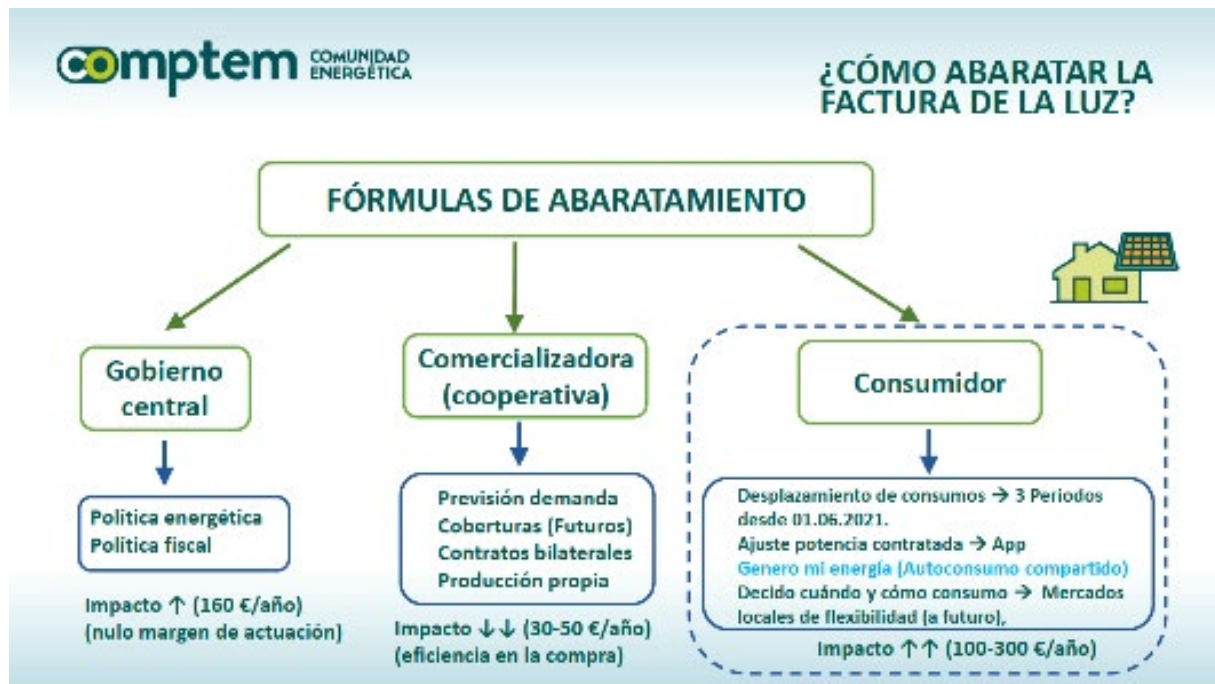 comptem COMUNIDAD
ENERGÉTICA
¿CÓMO ABARATAR LA
FACTURA DE LA LUZ?
FÓRMULAS DE ABARATAMIENTO
Gobierno
central
Política energética
Política fiscal
Impacto ↑ (160 €/año)
(nulo margen de actuación)
Comercializadora
(cooperativa)
Previsión demanda
Coberturas (Futuros)
Contratos bilaterales
Producción propia
Impacto ↓↓ (30-50 €/año)
(eficiencia en la compra)
Consumidor
Desplazamiento de consumos → 3 Periodos
desde 01.06.2021.
Ajuste potencia contratada → App
Genero mi energía (Autoconsumo compartido)
Decido cuándo y cómo consumo → Mercados
locales de flexibilidad (a futuro),
Impacto ↑↑ (100-300 €/año)